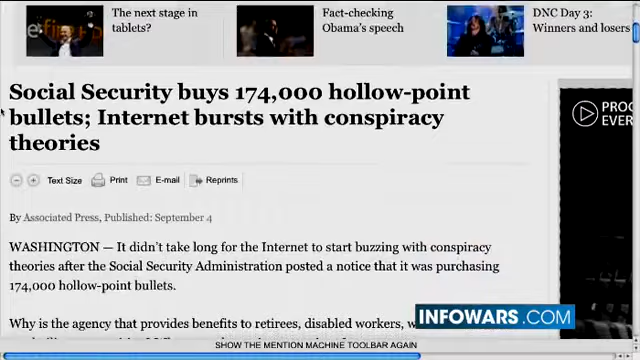 The next stage in
tablets?
Fact-checking
Obama's speech
DNC Day 3:
Winners and losers
Social Security buys 174,000 hollow-point
bullets; Internet bursts with conspiracy
theories
Text Size
Print
E-mail
Reprints
By Associated Press, Published: September 4
WASHINGTON — It didn't take long for the Internet to start buzzing with conspiracy
theories after the Social Security Administration posted a notice that it was purchasing
174,000 hollow-point bullets.
Why is the agency that provides benefits to retirees, disabled workers,
INFOWARS.COM
SHOW THE MENTION MACHINE TOOLBAR AGAIN